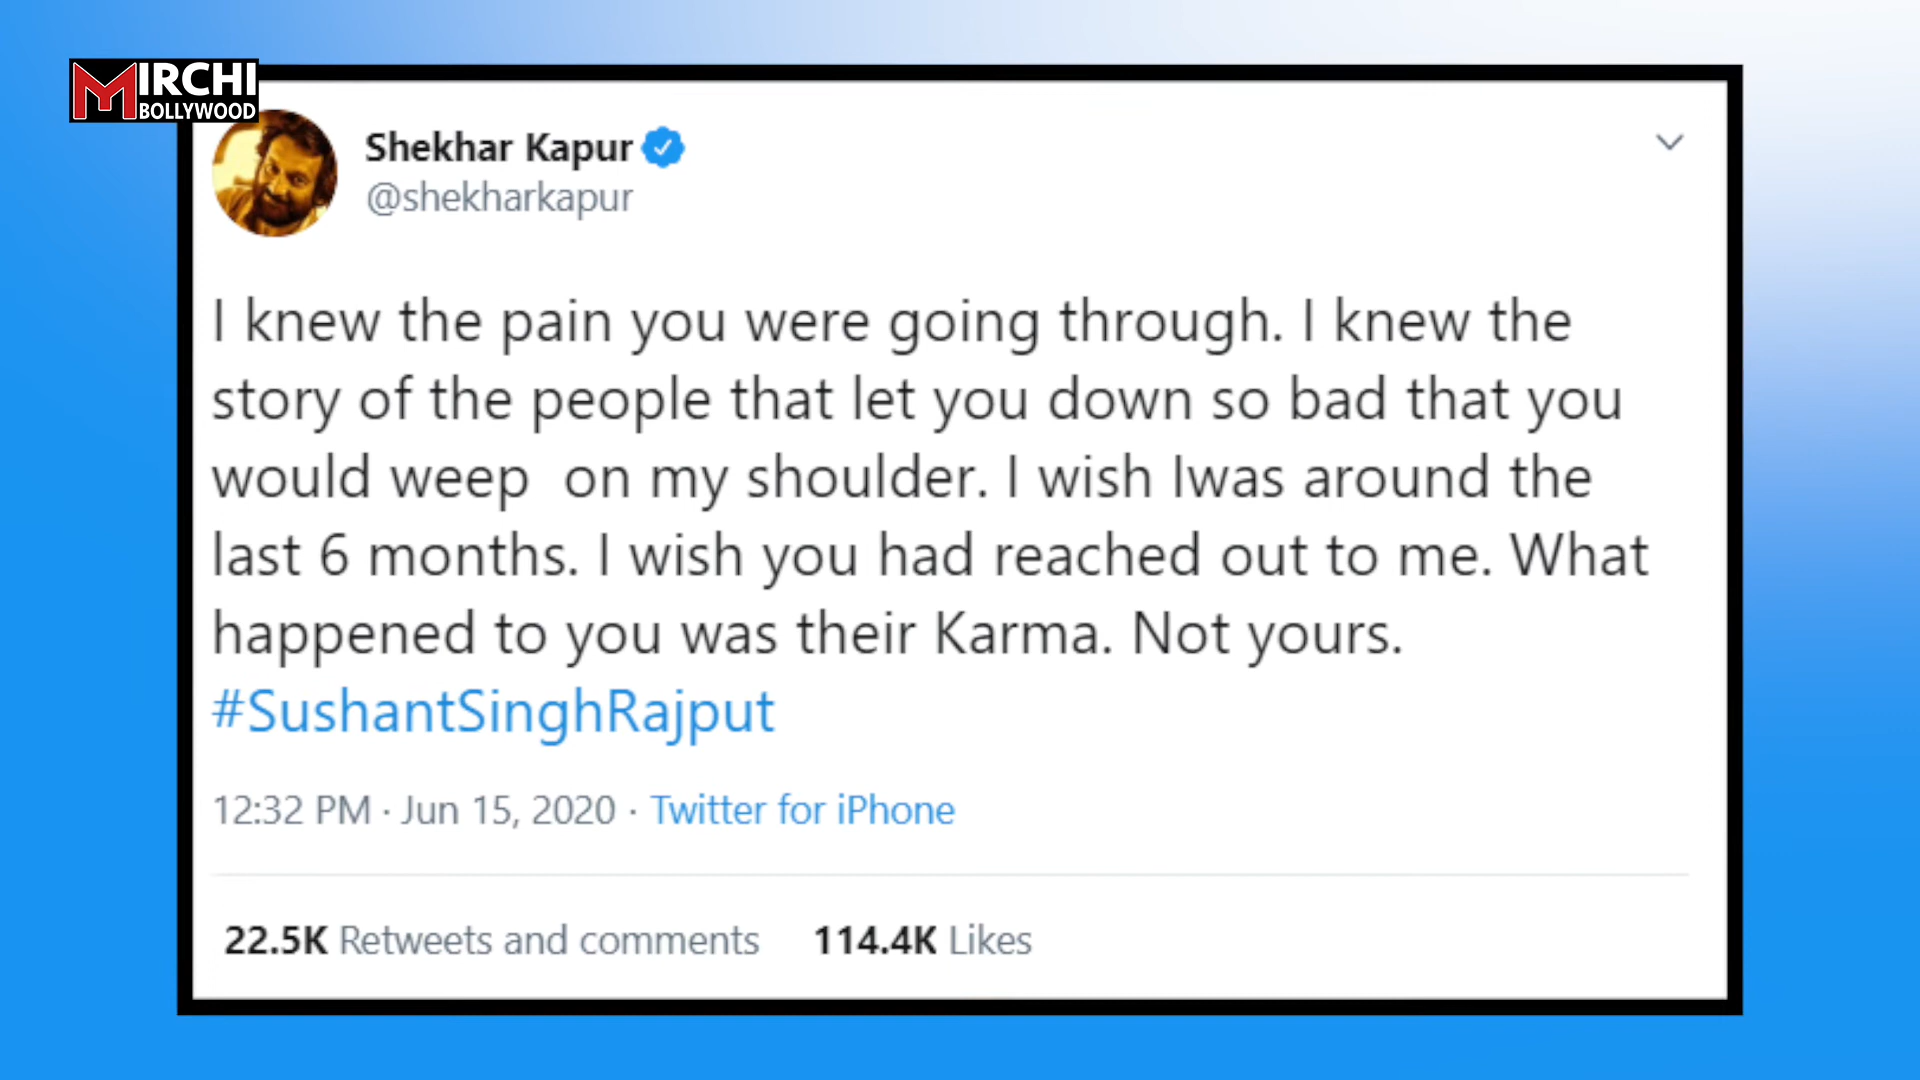 MIRCHI
BOLLYWOOD
Shekhar Kapur
@shekharkapur
I knew the pain you were going through. I knew the
story of the people that let you down so bad that you
would weep  on my shoulder. I wish Iwas around the
last 6 months. I wish you had reached out to me. What
happened to you was their Karma. Not yours.
#SushantSinghRajput
12:32 PM · Jun 15, 2020 · Twitter for iPhone
22.5K Retweets and comments 114.4K Likes